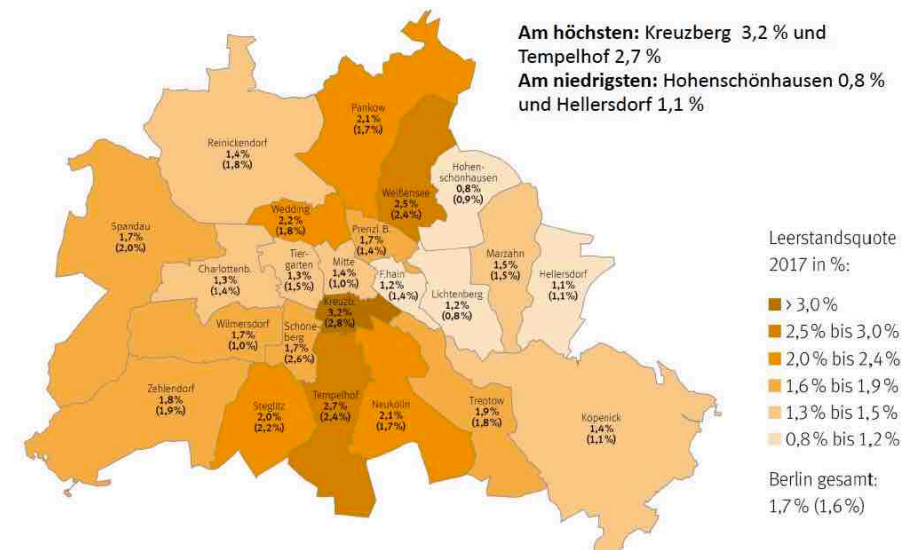 Am höchsten: Kreuzberg 3,2 % und
Tempelhof 2,7 %
Am niedrigsten: Hohenschönhausen 0,8 %
und Hellersdorf 1,1 %
Pankow
2,1%
(1,7%)
Reinickendorf
1,4%
(1,8%)
Hohen-
schönhausen
0,8%
(0,9%)
Weißensee
2,5%
(2,4%)
Wedding
2,2%
(1,8%)
Spandau
1,7%
(2,0%)
Prenzl. B.
1,7%
(1,4%)
Marzahn
1,5%
(1,5%)
Hellersdorf
1,1%
(1,1%)
Charlottenb.
1,3%
(1,4%)
Tier-
garten
1,3%
(1,5%)
Mitte
1,4%
(1,0%)
F.hain
1,2%
(1,4%)
Lichtenberg
1,2%
(0,8%)
Kreuzb.
3,2%
(2,8%)
Wilmersdorf
1,7%
(1,0%)
Schöne-
berg
1,7%
(2,6%)
Zehlendorf
1,8%
(1,9%)
Steglitz
2,0%
(2,2%)
Tempelhof
2,7%
(2,4%)
Neukölln
2,1%
(1,7%)
Treptow
1,9%
(1,8%)
Köpenick
1,4%
(1,1%)
Leerstandsquote
2017 in %:
> 3,0 %
2,5 % bis 3,0 %
2,0 % bis 2,4 %
1,6 % bis 1,9 %
1,3 % bis 1,5 %
0,8 % bis 1,2 %
Berlin gesamt:
1,7 % (1,6 %)